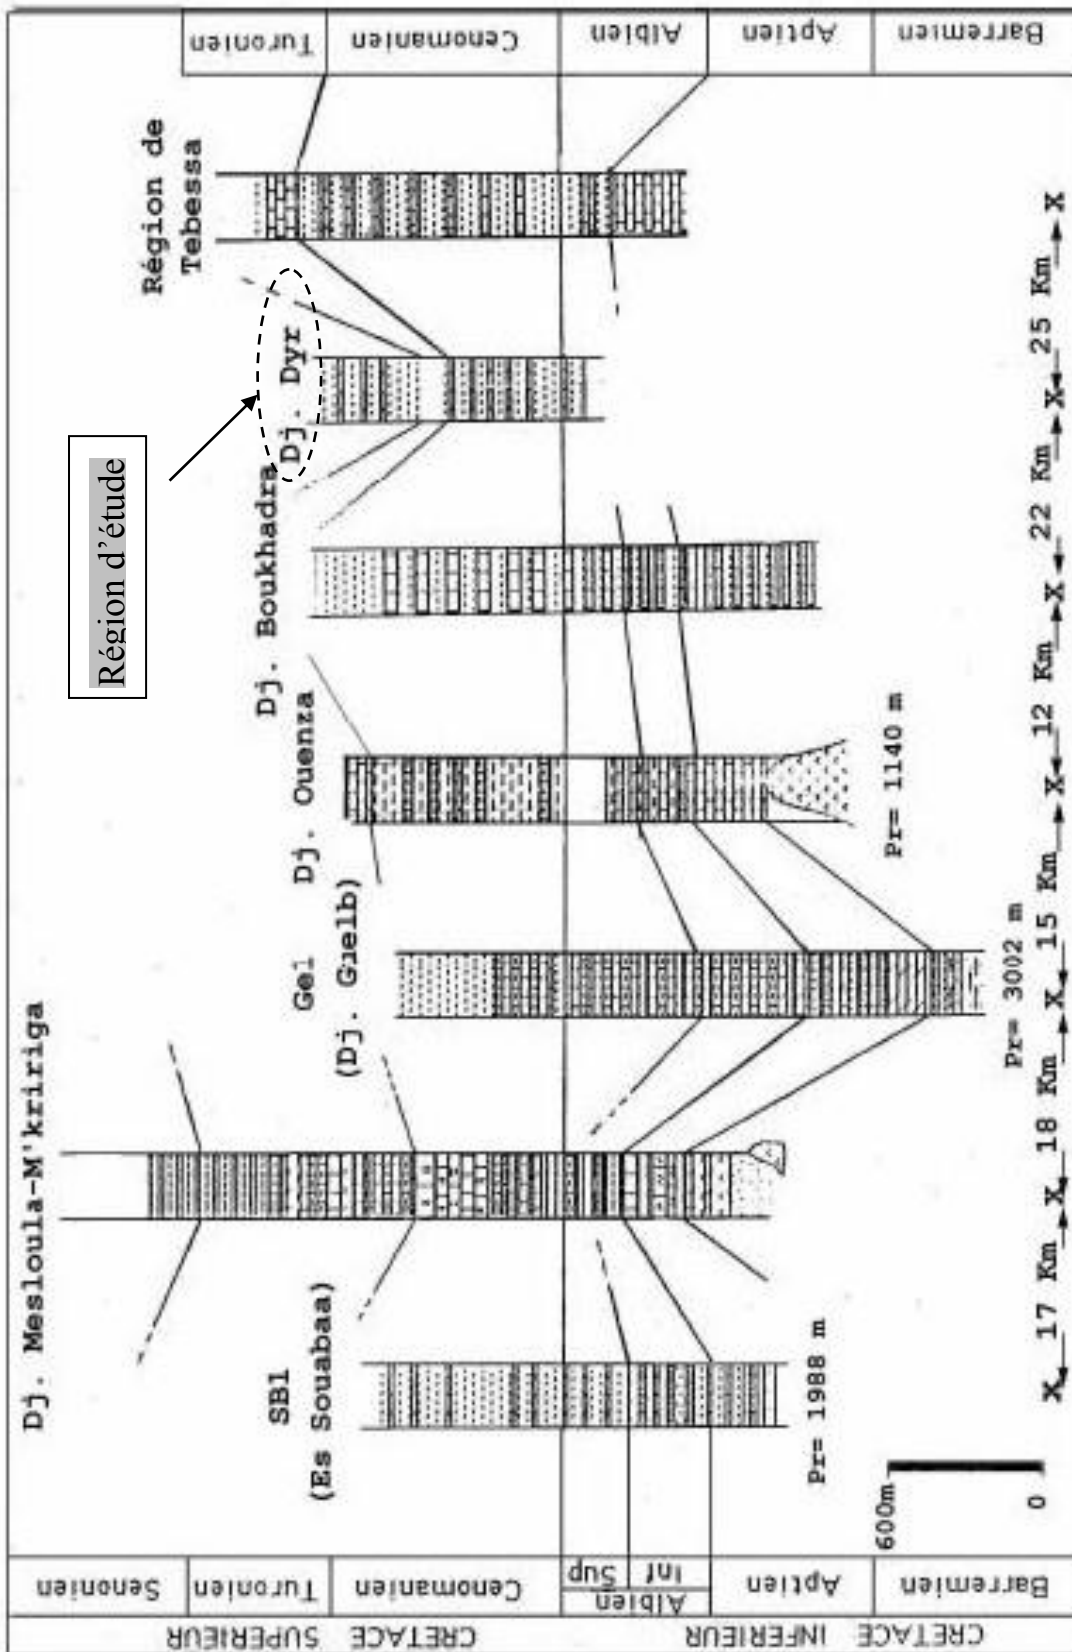 Dj. Mesloula-M'kririga
SB1
(Es Souabaa)
Ge1
(Dj. Gielb)
Dj. Ouenza
Dj. Boukhadra
Dj. Dyr
Région de
Tebessa
Région d'étude
CRETACE SUPERIEUR
CRETACE INFERIEUR
Senonien
Turonien
Cenomanien
Albien
Sup
Inf
Aptien
Barremien
Turonien
Cenomanien
Albien
Aptien
Barremien
Pr= 1988 m
Pr= 3002 m
Pr= 1140 m
600m
0
X 17 Km X 18 Km X 15 Km X 12 Km X 22 Km X 25 Km X